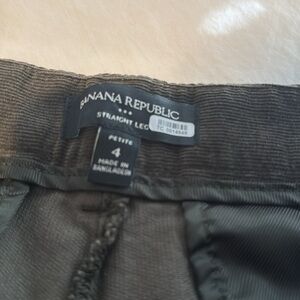 BANANA REPUBLIC
STRAIGHT LEG
PETITE
4
MADE IN
BANGLADESH